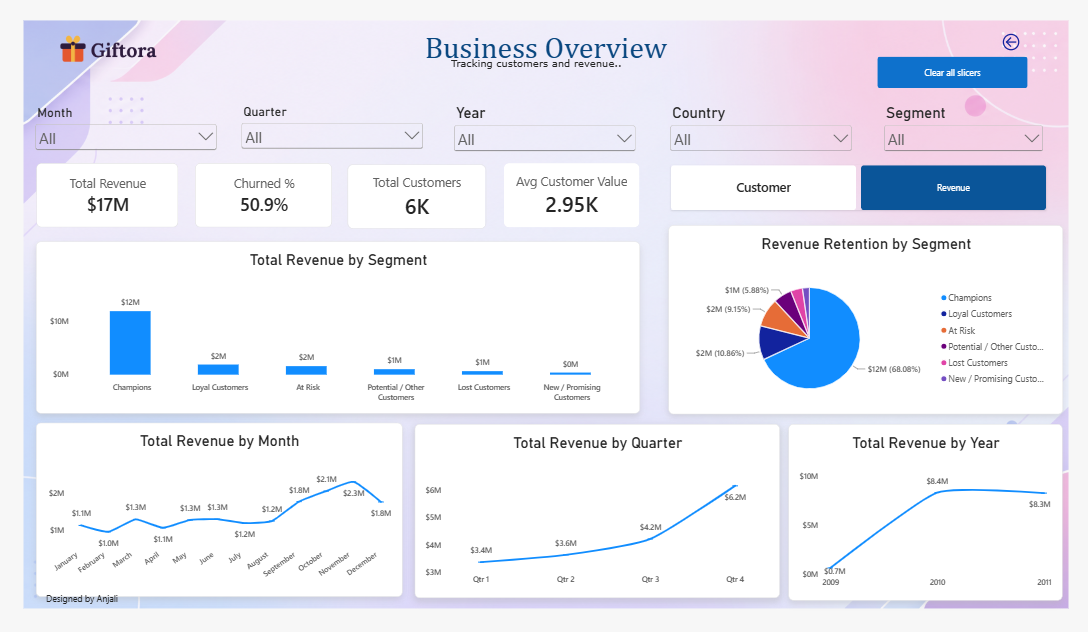 Giftora
Business Overview
Tracking customers and revenue..
Clear all slicers
Month
Quarter
Year
Country
Segment
All
All
All
All
All
Total Revenue
$17M
Churned %
50.9%
Total Customers
6K
Avg Customer Value
2.95K
Customer
Revenue
Total Revenue by Segment
$10M
$0M
$12M
$2M
$2M
$1M
$1M
$0M
Champions
Loyal Customers
At Risk
Potential / Other
Customers
Lost Customers
New / Promising
Customers
Revenue Retention by Segment
$1M (5.88%)
$2M (9.15%)
$2M (10.86%)
$12M (68.08%)
Champions
Loyal Customers
At Risk
Potential / Other Custo...
Lost Customers
New / Promising Custo...
Total Revenue by Month
$2M
$1M
$1.1M
$1.0M
$1.3M
$1.1M
$1.3M
$1.3M
$1.2M
$1.2M
$1.8M
$2.1M
$2.3M
$1.8M
January
February
March
April
May
June
July
August
September
October
November
December
Total Revenue by Quarter
$6M
$5M
$4M
$3M
$3.4M
$3.6M
$4.2M
$6.2M
Qtr 1
Qtr 2
Qtr 3
Qtr 4
Total Revenue by Year
$10M
$5M
$0M
$0.7M
$8.4M
$8.3M
2009
2010
2011
Designed by Anjali